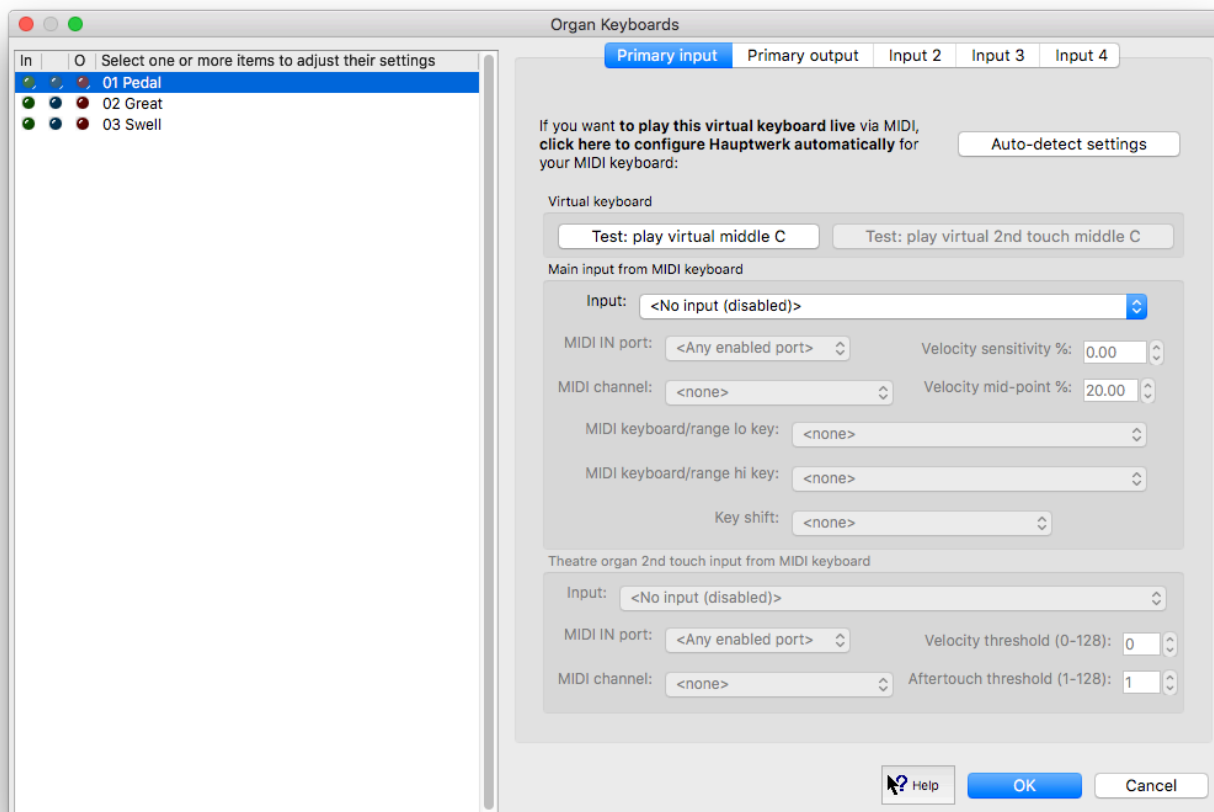 Organ Keyboards
In O Select one or more items to adjust their settings
01 Pedal
02 Great
03 Swell
Primary input Primary output Input 2 Input 3 Input 4
If you want to play this virtual keyboard live via MIDI,
click here to configure Hauptwerk automatically for
your MIDI keyboard:
Auto-detect settings
Virtual keyboard
Test: play virtual middle C Test: play virtual 2nd touch middle C
Main input from MIDI keyboard
Input: <No input (disabled)>
MIDI IN port: <Any enabled port> Velocity sensitivity %: 0.00
MIDI channel: <none> Velocity mid-point %: 20.00
MIDI keyboard/range lo key: <none>
MIDI keyboard/range hi key: <none>
Key shift: <none>
Theatre organ 2nd touch input from MIDI keyboard
Input: <No input (disabled)>
MIDI IN port: <Any enabled port> Velocity threshold (0-128): 0
MIDI channel: <none> Aftertouch threshold (1-128): 1
? Help OK Cancel